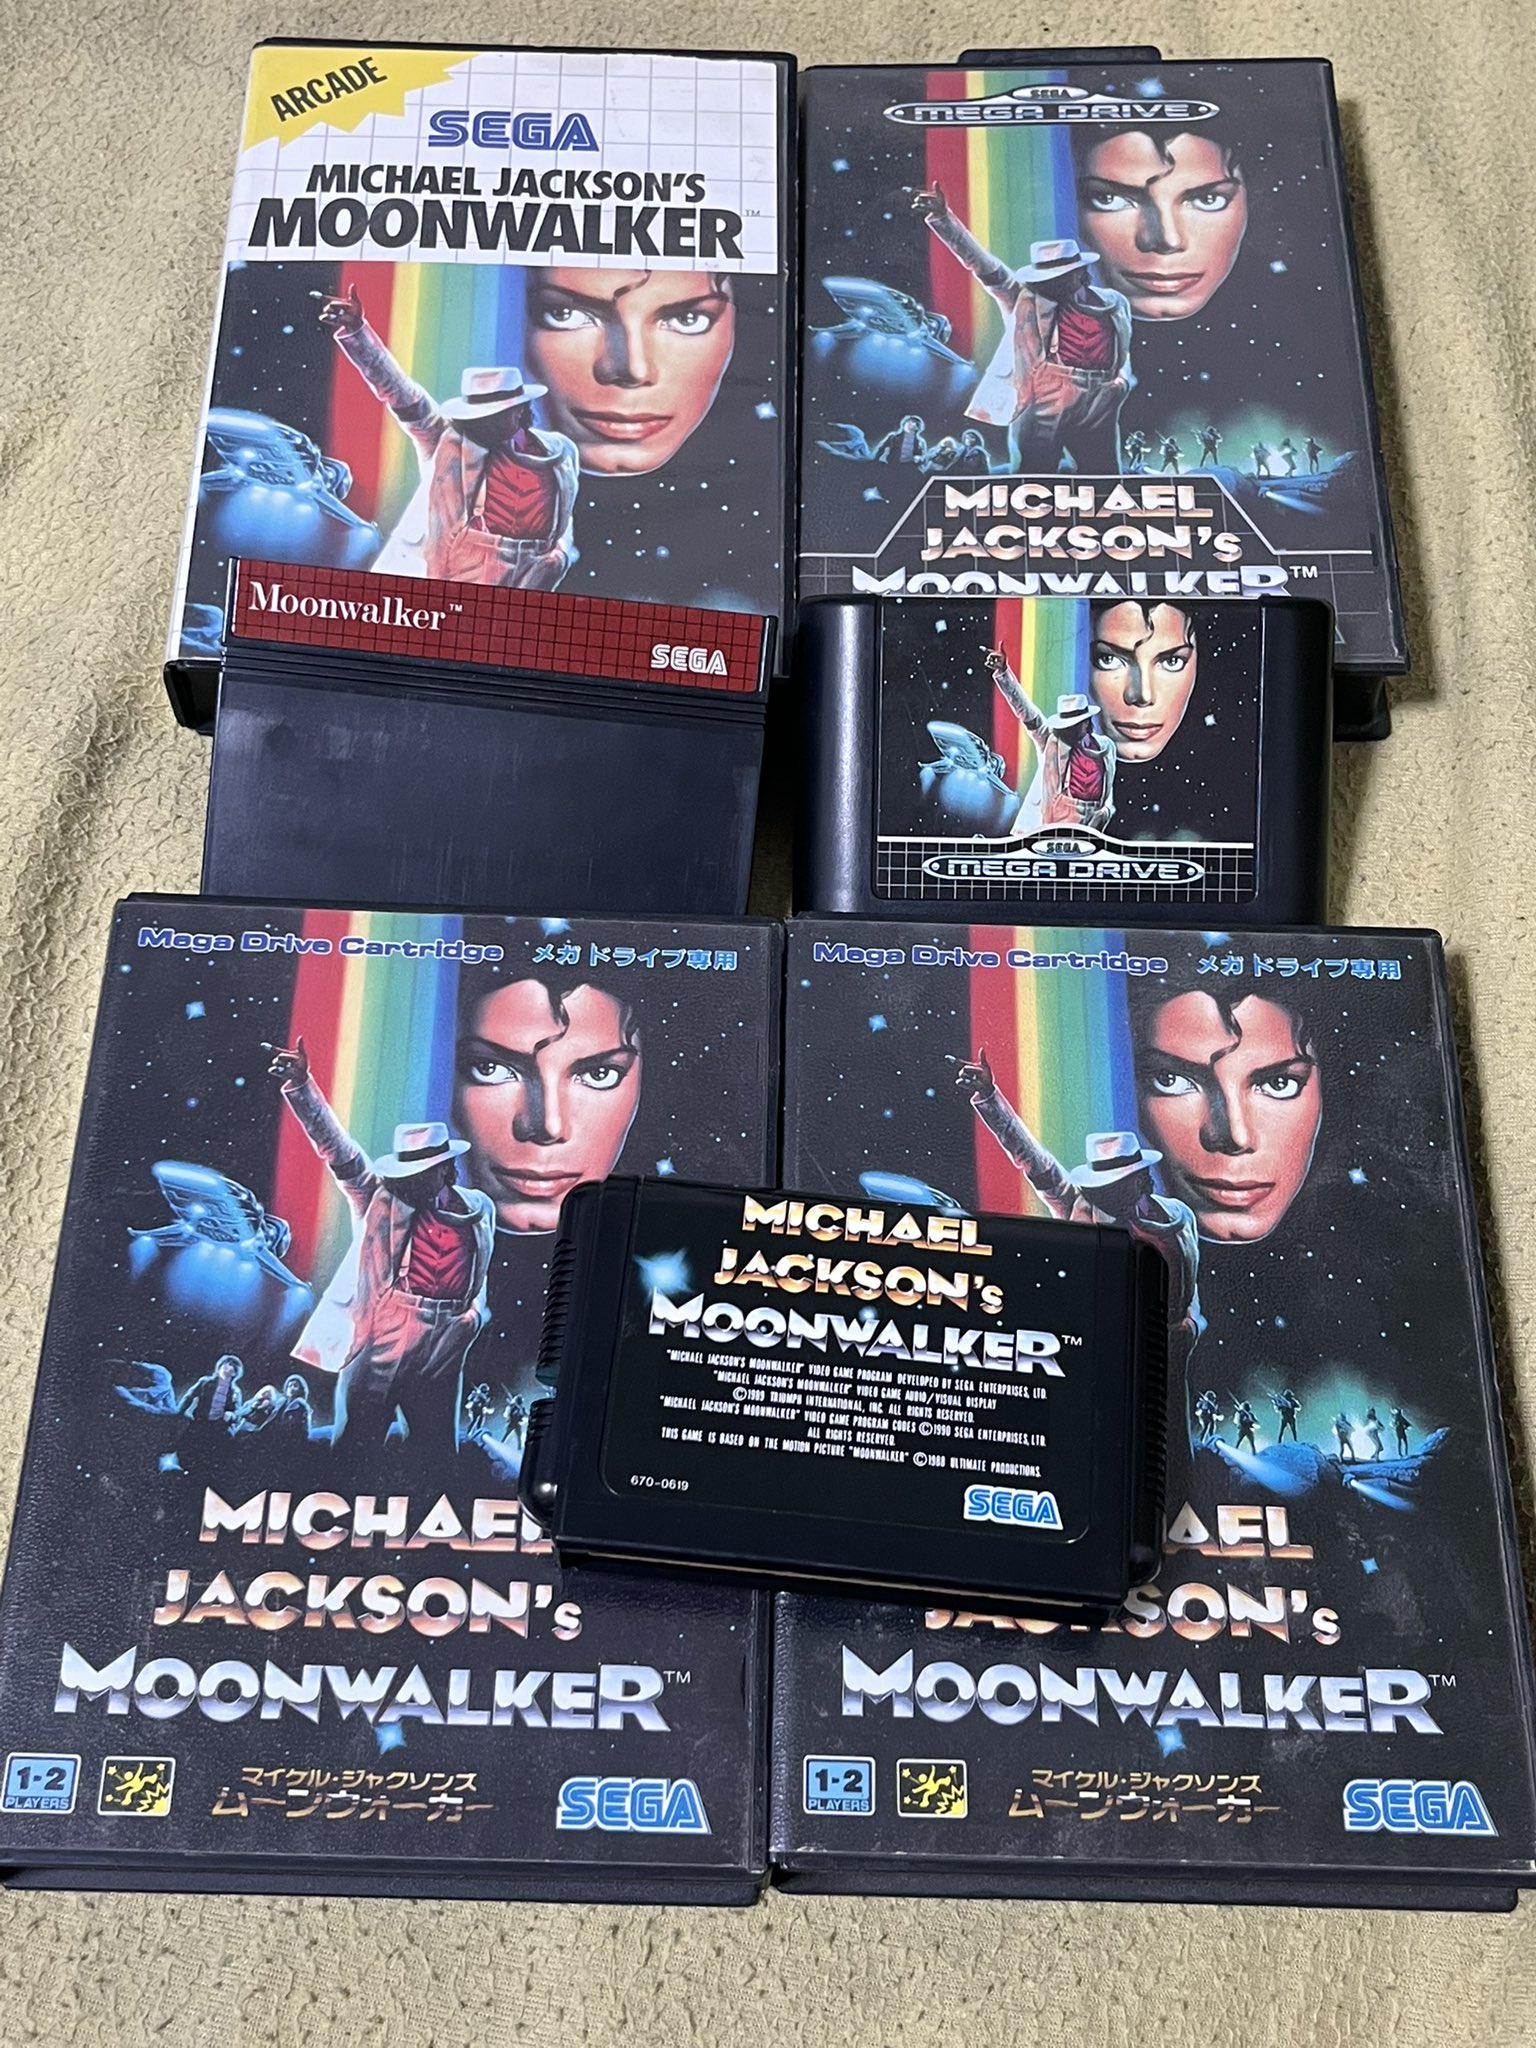 ARCADE
SEGA
MICHAEL JACKSON'S
MOONWALKER™
Moonwalker™
SEGA
SEGA
MEGA DRIVE
MICHAEL
JACKSON'S
MOONWALKER™
SEGA
MEGA DRIVE
Mega Drive Cartridge メガドライブ専用
MICHAEL
JACKSON'S
MOONWALKER™
1-2
PLAYERS
マイケル・ジャクソンズ
ムーンウォーカー
SEGA
Mega Drive Cartridge メガドライブ専用
AEL
JACKSON'S
MOONWALKER™
1-2
PLAYERS
マイケル・ジャクソンズ
ムーンウォーカー
SEGA
MICHAEL
JACKSON'S
MOONWALKER™
"MICHAEL JACKSON'S MOONWALKER" VIDEO GAME PROGRAM DEVELOPED BY SEGA ENTERPRISES, LTD.
"MICHAEL JACKSON'S MOONWALKER" VIDEO GAME AUDIO/VISUAL DISPLAY
©1989 TRIUMPH INTERNATIONAL, INC. ALL RIGHTS RESERVED.
"MICHAEL JACKSON'S MOONWALKER" VIDEO GAME PROGRAM CODES ©1990 SEGA ENTERPRISES, LTD.
ALL RIGHTS RESERVED.
THIS GAME IS BASED ON THE MOTION PICTURE "MOONWALKER" ©1988 ULTIMATE PRODUCTIONS.
670-0619
SEGA